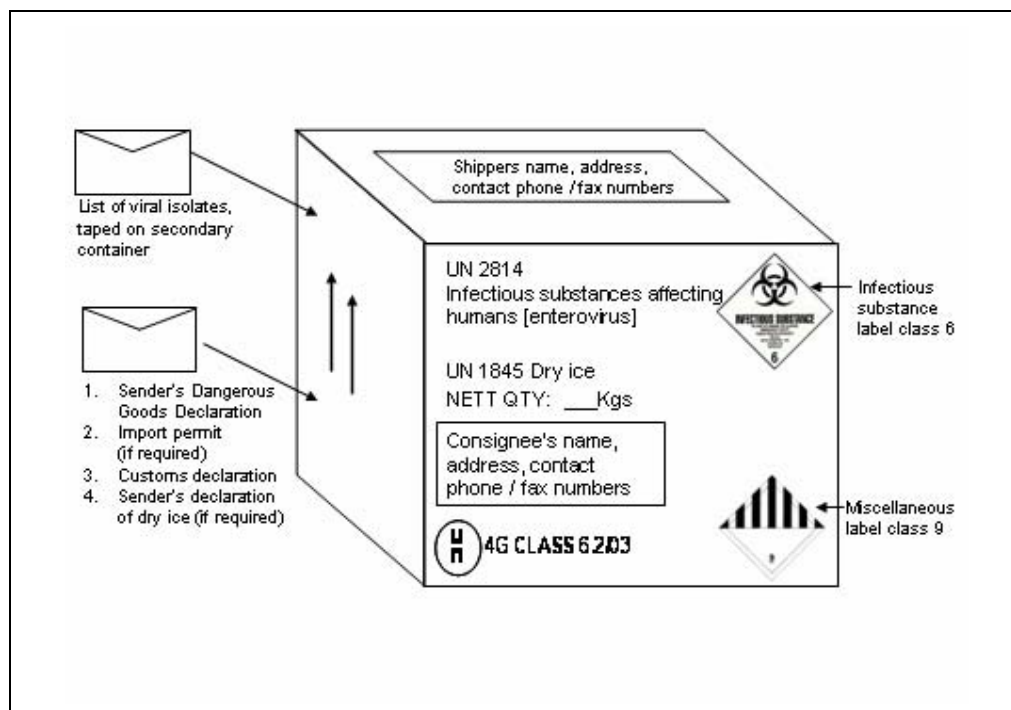 Shippers name, address,
contact phone / fax numbers
List of viral isolates,
taped on secondary
container
UN 2814
Infectious substances affecting
humans [enterovirus]
INFECTIOUS SUBSTANCE
6
Infectious
substance
label class 6
UN 1845 Dry ice
NETT QTY: ___Kgs
1. Sender's Dangerous
Goods Declaration
2. Import permit
(if required)
3. Customs declaration
4. Sender's declaration
of dry ice (if required)
Consignee's name,
address, contact
phone / fax numbers
Miscellaneous
label class 9
9
un
4G CLASS 6.2/03